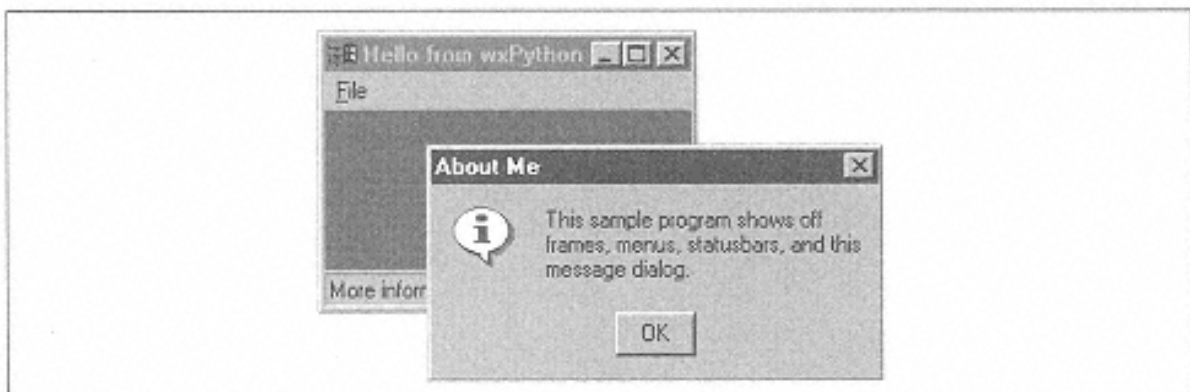 Hello from wxPython
File
About Me
This sample program shows off
frames, menus, statusbars, and this
message dialog.
More inform
OK